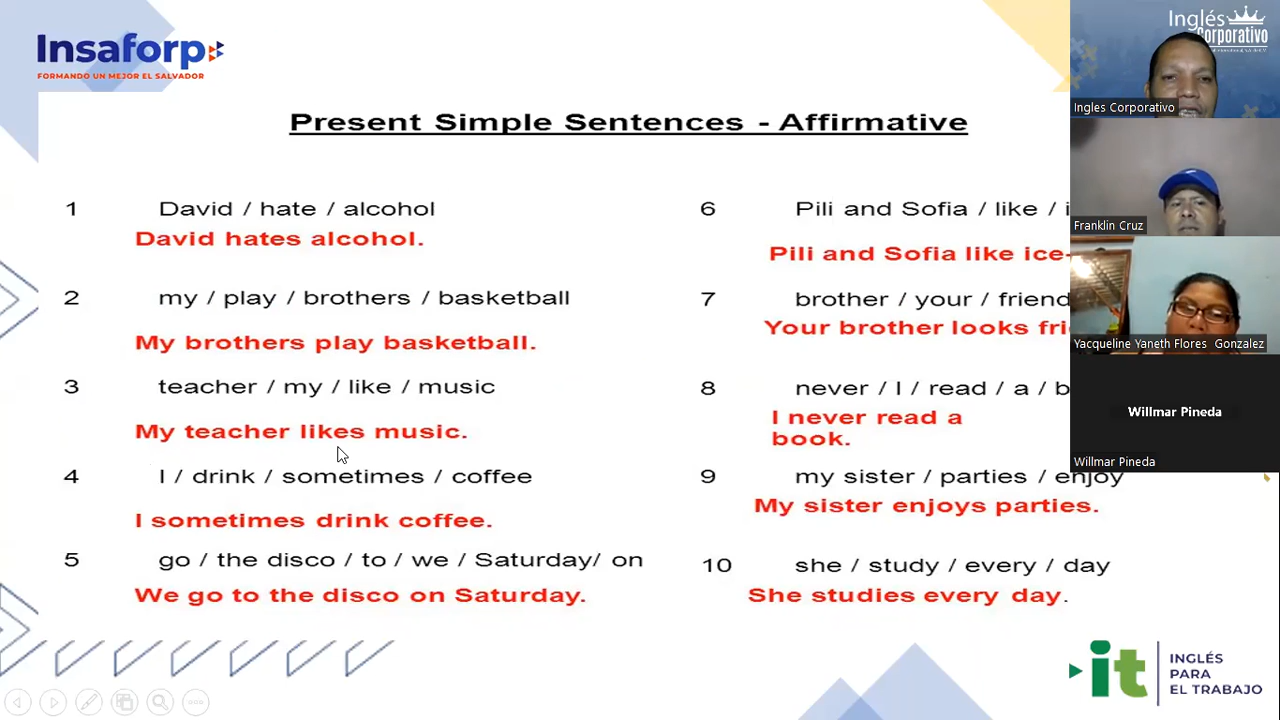 Insaforp
FORMANDO UN MEJOR EL SALVADOR
Present Simple Sentences - Affirmative
1 David / hate / alcohol
David hates alcohol.
2 my / play / brothers / basketball
My brothers play basketball.
3 teacher / my / like / music
My teacher likes music.
4 I / drink / sometimes / coffee
I sometimes drink coffee.
5 go / the disco / to / we / Saturday/ on
We go to the disco on Saturday.
6 Pili and Sofia / like /
Pili and Sofia like ice-
7 brother / your / friend
Your brother looks
8 never / I / read / a /
I never read a
book.
9 my sister / parties / enjoy
My sister enjoys parties.
10 she / study / every / day
She studies every day.
Inglés
Corporativo
Ingles Corporativo
Franklin Cruz
Yacqueline Yaneth Flores Gonzalez
Willmar Pineda
Willmar Pineda
it
INGLÉS
PARA
EL TRABAJO